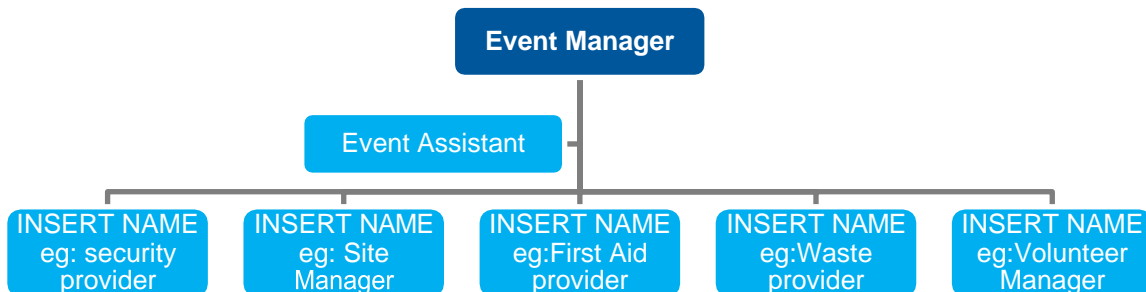 Event Manager
Event Assistant
INSERT NAME
eg: security
provider
INSERT NAME
eg: Site
Manager
INSERT NAME
eg:First Aid
provider
INSERT NAME
eg:Waste
provider
INSERT NAME
eg:Volunteer
Manager